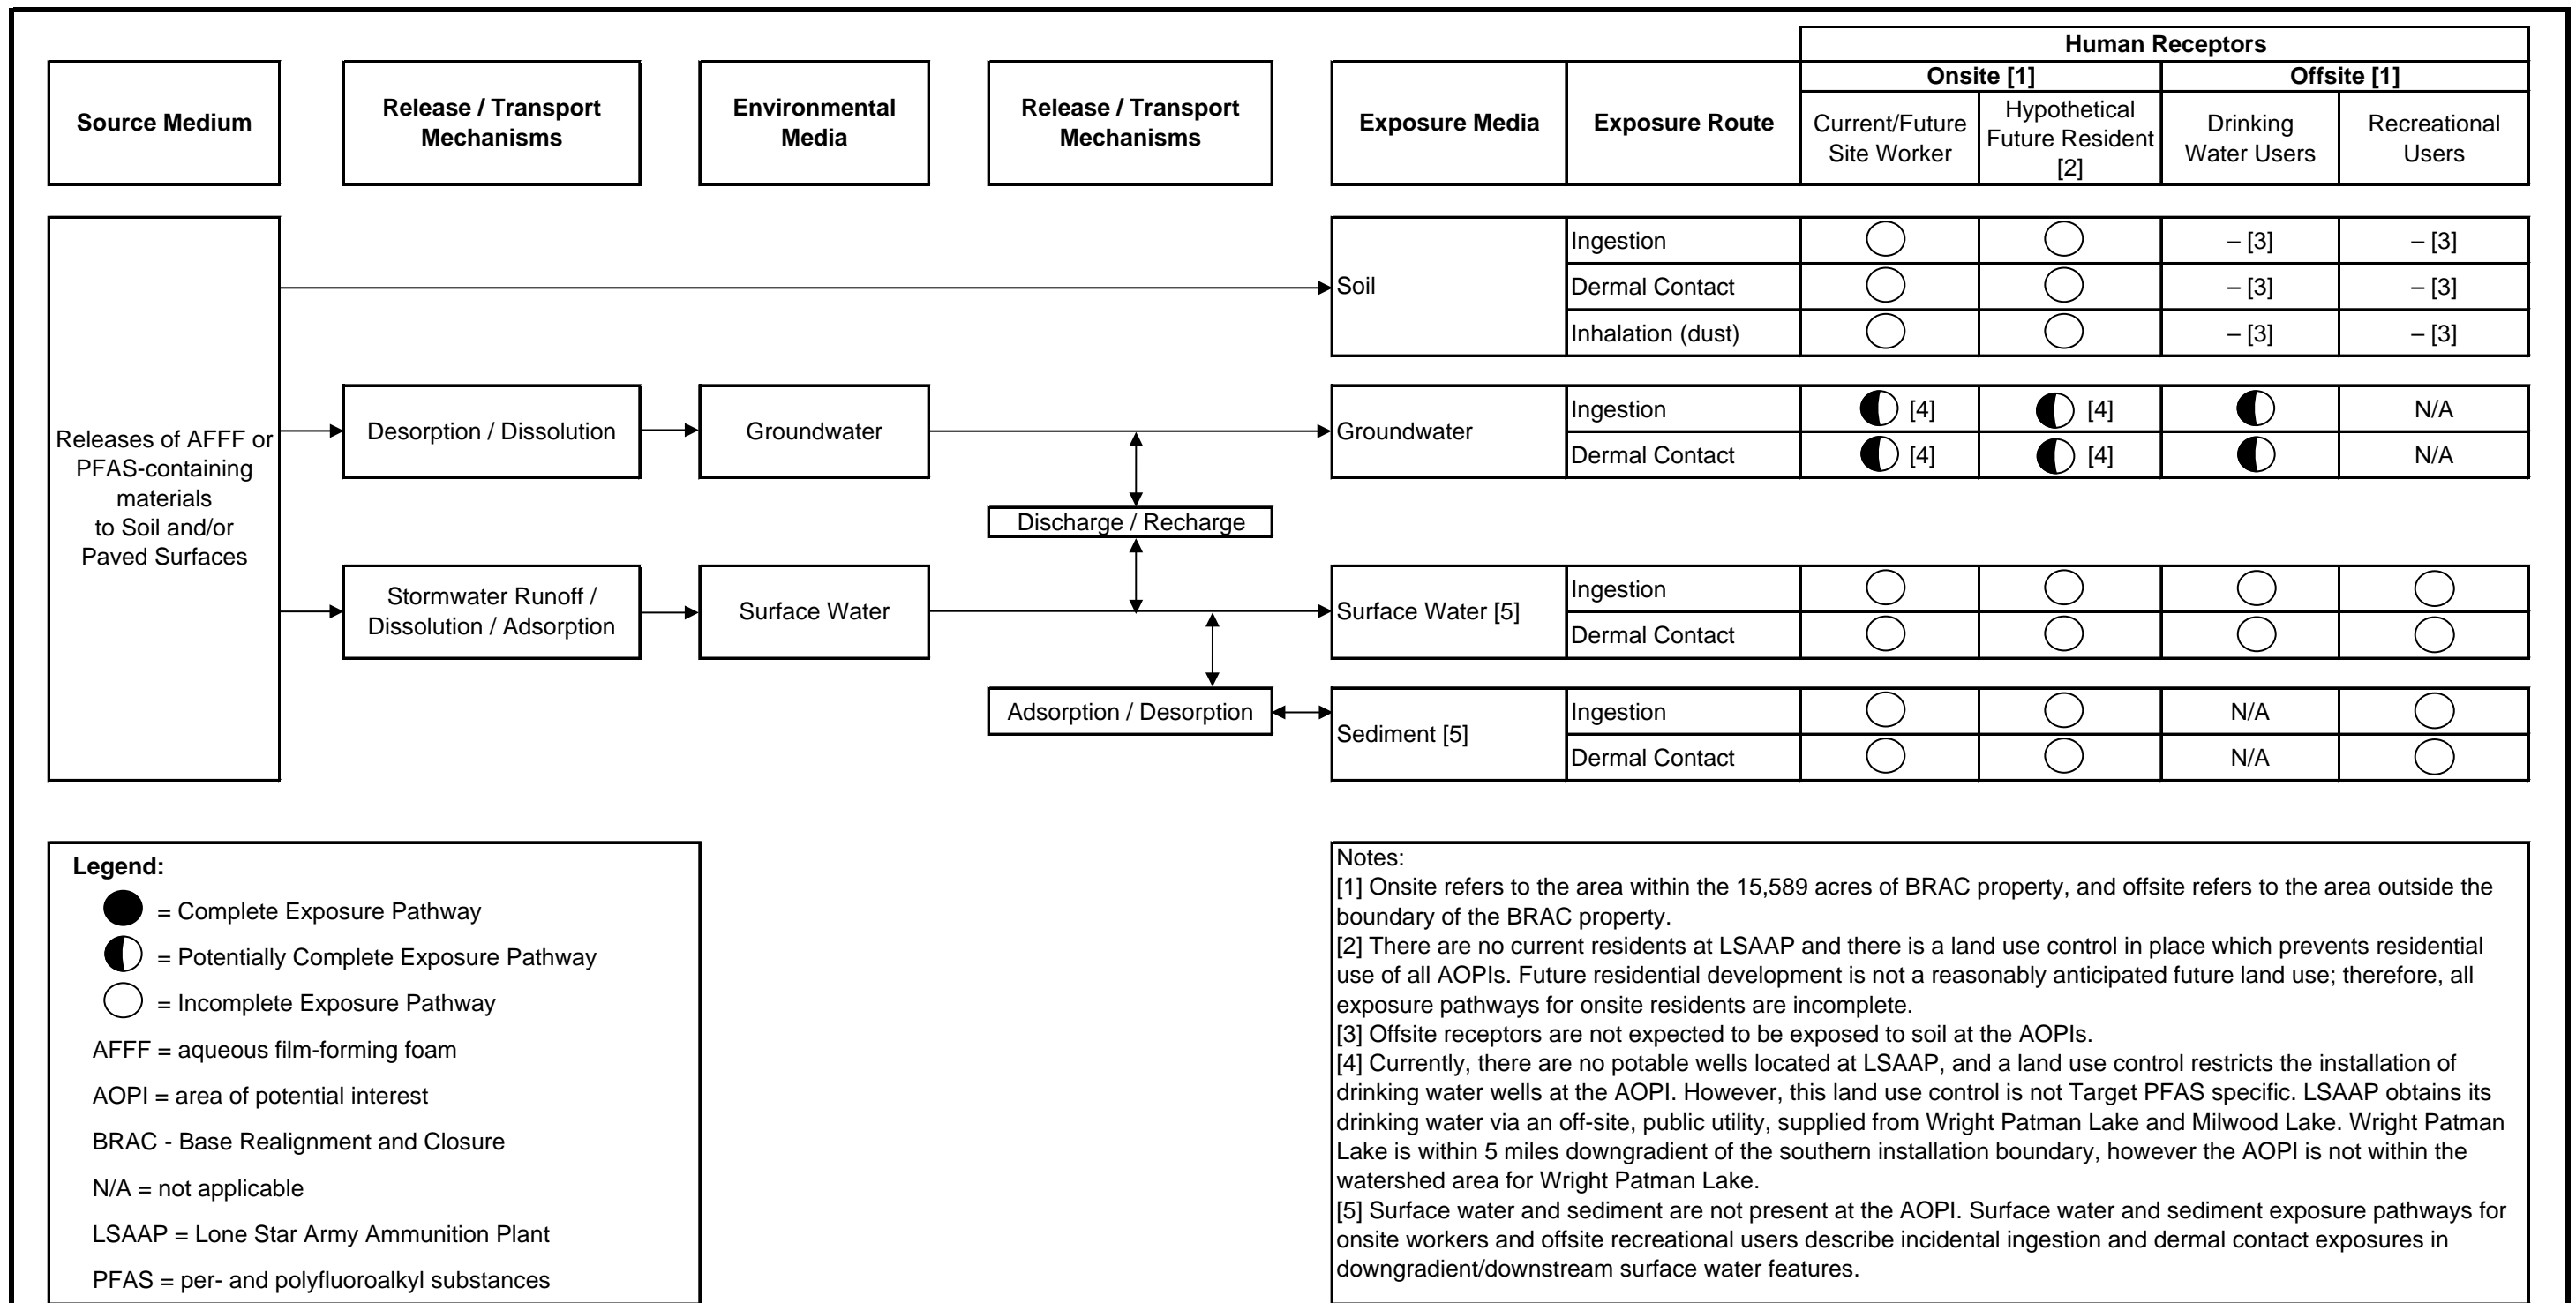 Human Receptors
Onsite [1]
Offsite [1]
Source Medium
Release / Transport
Mechanisms
Environmental
Media
Release / Transport
Mechanisms
Exposure Media
Exposure Route
Current/Future
Site Worker
Hypothetical
Future Resident
[2]
Drinking
Water Users
Recreational
Users
Releases of AFFF or
PFAS-containing
materials
to Soil and/or
Paved Surfaces
Soil
Ingestion
– [3]
– [3]
Dermal Contact
– [3]
– [3]
Inhalation (dust)
– [3]
– [3]
Desorption / Dissolution
Groundwater
Groundwater
Ingestion
[4]
[4]
N/A
Dermal Contact
[4]
[4]
N/A
Discharge / Recharge
Stormwater Runoff /
Dissolution / Adsorption
Surface Water
Surface Water [5]
Ingestion
Dermal Contact
Adsorption / Desorption
Sediment [5]
Ingestion
N/A
Dermal Contact
N/A
Legend:
= Complete Exposure Pathway
= Potentially Complete Exposure Pathway
= Incomplete Exposure Pathway
AFFF = aqueous film-forming foam
AOPI = area of potential interest
BRAC - Base Realignment and Closure
N/A = not applicable
LSAAP = Lone Star Army Ammunition Plant
PFAS = per- and polyfluoroalkyl substances
Notes:
[1] Onsite refers to the area within the 15,589 acres of BRAC property, and offsite refers to the area outside the
boundary of the BRAC property.
[2] There are no current residents at LSAAP and there is a land use control in place which prevents residential
use of all AOPIs. Future residential development is not a reasonably anticipated future land use; therefore, all
exposure pathways for onsite residents are incomplete.
[3] Offsite receptors are not expected to be exposed to soil at the AOPIs.
[4] Currently, there are no potable wells located at LSAAP, and a land use control restricts the installation of
drinking water wells at the AOPI. However, this land use control is not Target PFAS specific. LSAAP obtains its
drinking water via an off-site, public utility, supplied from Wright Patman Lake and Milwood Lake. Wright Patman
Lake is within 5 miles downgradient of the southern installation boundary, however the AOPI is not within the
watershed area for Wright Patman Lake.
[5] Surface water and sediment are not present at the AOPI. Surface water and sediment exposure pathways for
onsite workers and offsite recreational users describe incidental ingestion and dermal contact exposures in
downgradient/downstream surface water features.